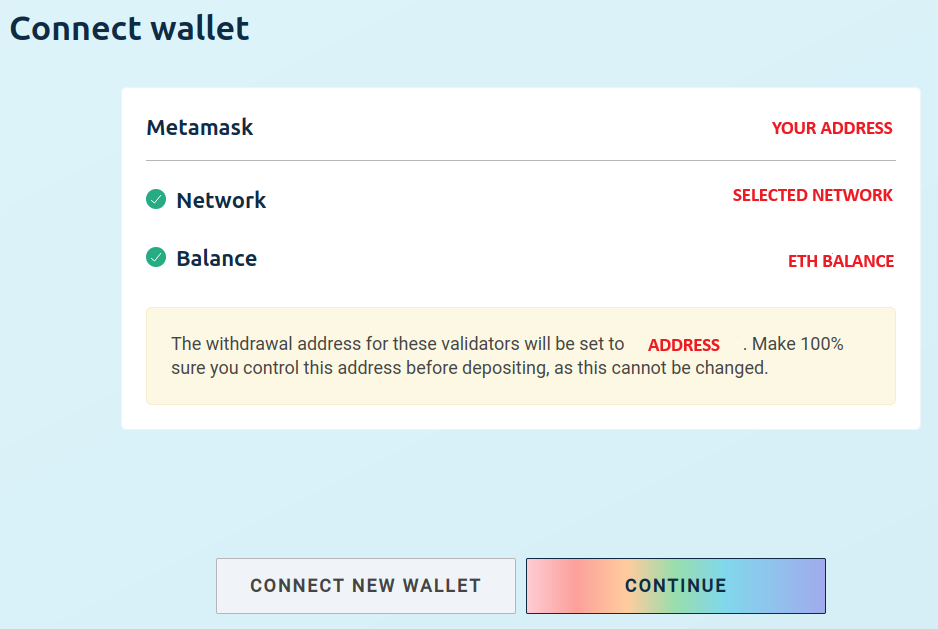 Connect wallet
Metamask YOUR ADDRESS
Network SELECTED NETWORK
Balance ETH BALANCE
The withdrawal address for these validators will be set to ADDRESS . Make 100%
sure you control this address before depositing, as this cannot be changed.
CONNECT NEW WALLET CONTINUE